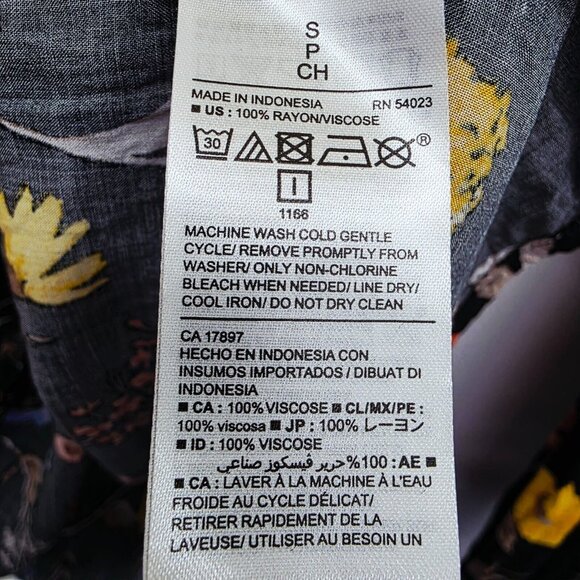 S
P
CH
MADE IN INDONESIA RN 54023
■ US : 100% RAYON/VISCOSE
30 ®
1166
MACHINE WASH COLD GENTLE
CYCLE/ REMOVE PROMPTLY FROM
WASHER/ ONLY NON-CHLORINE
BLEACH WHEN NEEDED/ LINE DRY/
COOL IRON/ DO NOT DRY CLEAN
CA 17897
HECHO EN INDONESIA CON
INSUMOS IMPORTADOS / DIBUAT DI
INDONESIA
■ CA : 100% VISCOSE ■ CL/MX/PE :
100% viscosa ■ JP : 100% レーヨン
■ ID : 100% VISCOSE
■ AE : 100% حرير فيسكوز صناعي
■ CA : LAVER À LA MACHINE À L'EAU
FROIDE AU CYCLE DÉLICAT/
RETIRER RAPIDEMENT DE LA
LAVEUSE/ UTILISER AU BESOIN UN